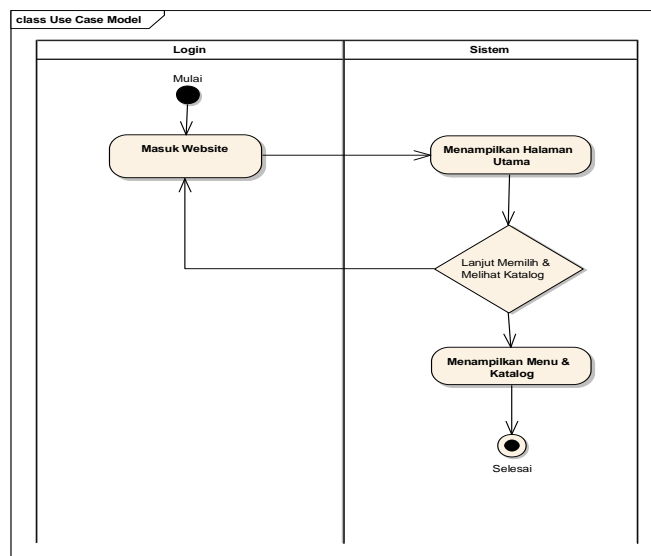 class Use Case Model
Login
Sistem
Mulai
Masuk Website
Menampilkan Halaman
Utama
Lanjut Memilih &
Melihat Katalog
Menampilkan Menu &
Katalog
Selesai